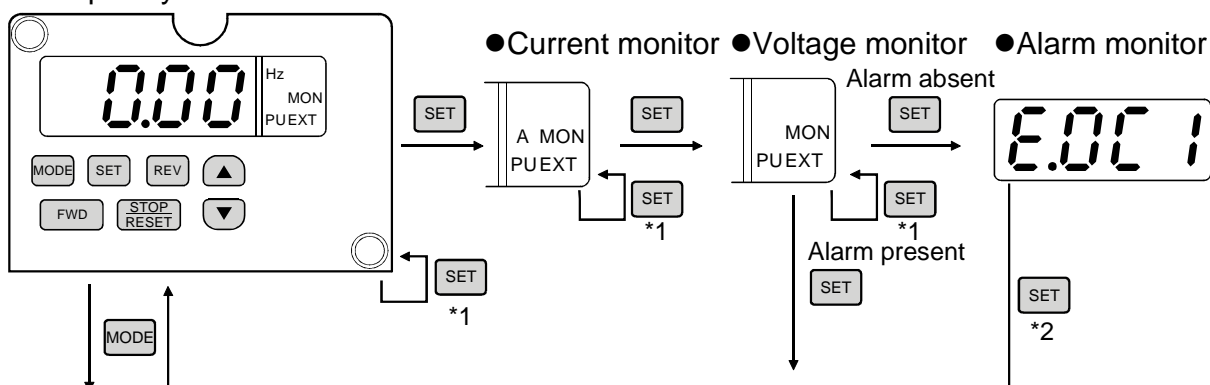 ●Current monitor ●Voltage monitor ●Alarm monitor
0.00 Hz
MON
PU EXT
MODE SET REV ▲
FWD STOP
RESET ▼
SET
*1
MODE
SET
A MON
PU EXT
SET
SET
*1
MON
PU EXT
Alarm absent
SET
SET
*1
Alarm present
SET
E.OC 1
SET
*2